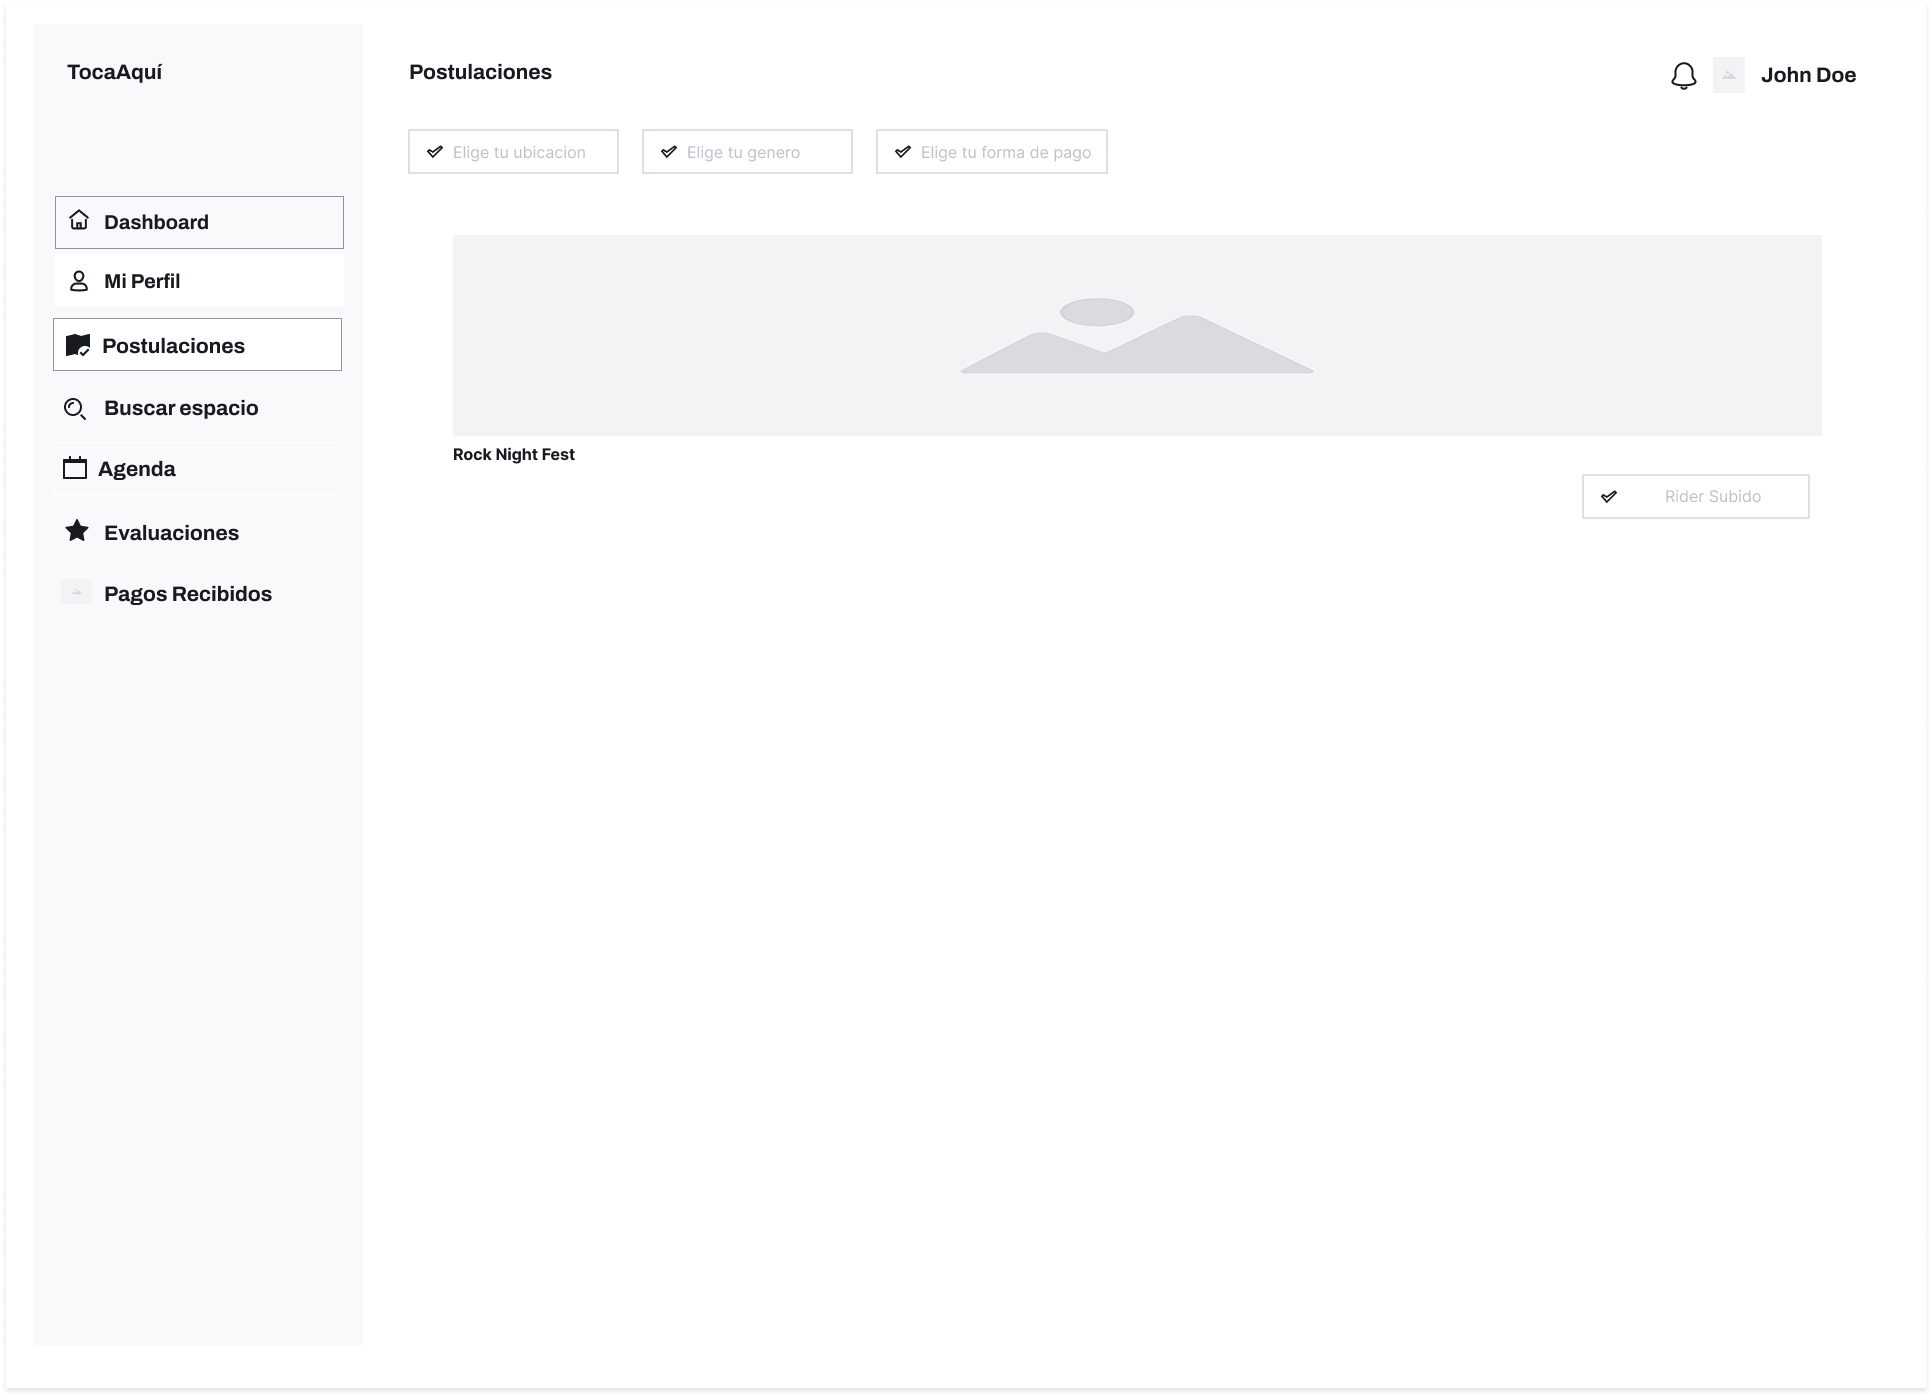 TocaAquí
Postulaciones
John Doe
Elige tu ubicacion
Elige tu genero
Elige tu forma de pago
Dashboard
Mi Perfil
Postulaciones
Buscar espacio
Agenda
Evaluaciones
Pagos Recibidos
Rock Night Fest
Rider Subido